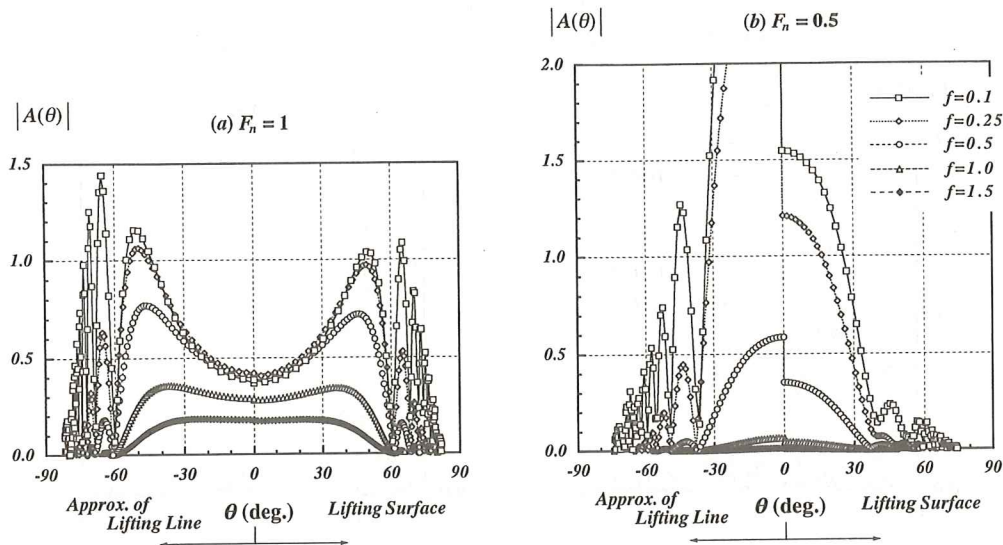 |A(θ)|
(a) Fₙ = 1
1.5
1.0
0.5
0.0
-90 -60 -30 0 30 60 90
Approx. of
Lifting Line
θ (deg.)
Lifting Surface
|A(θ)|
(b) Fₙ = 0.5
2.0
1.5
1.0
0.5
0.0
f=0.1
f=0.25
f=0.5
f=1.0
f=1.5
-90 -60 -30 0 30 60 90
Approx. of
Lifting Line
θ (deg.)
Lifting Surface